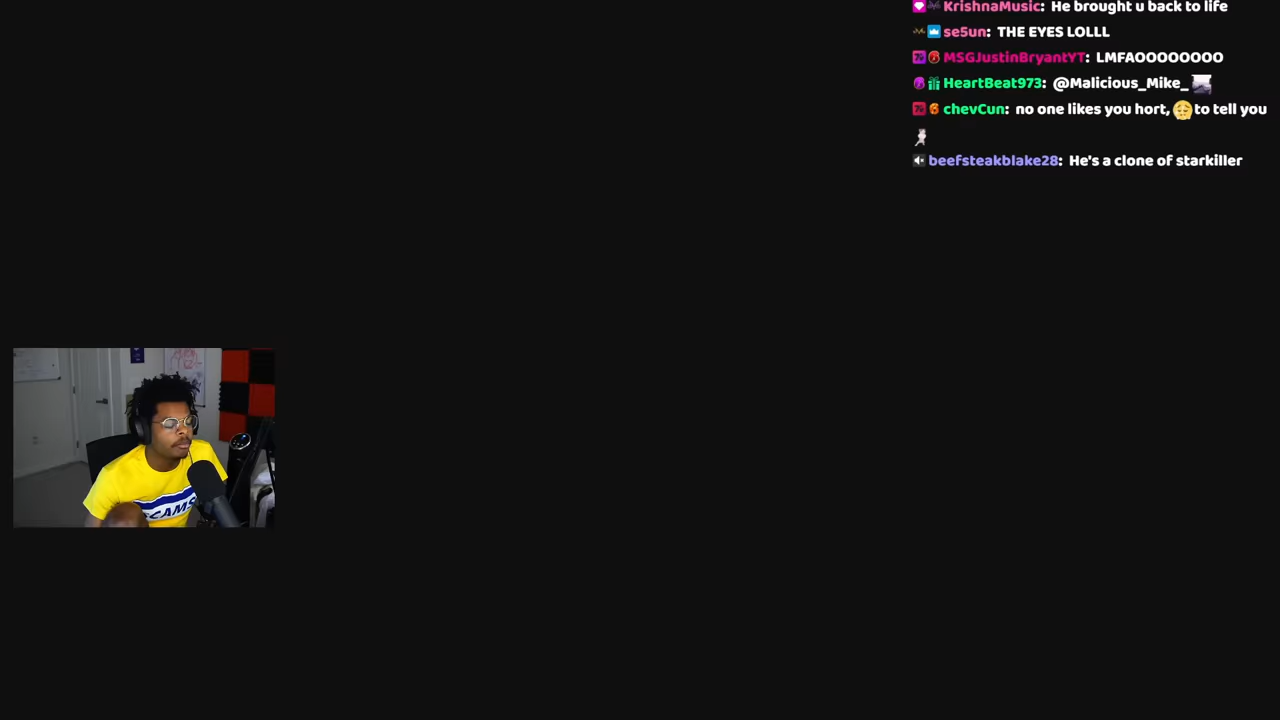 KrishnaMusic: He brought u back to life
se5un: THE EYES LOLLL
MSGJustinBryantYT: LMFAOOOOOOOO
HeartBeat973: @Malicious_Mike_
chevCun: no one likes you hort, to tell you
beefsteakblake28: He's a clone of starkiller